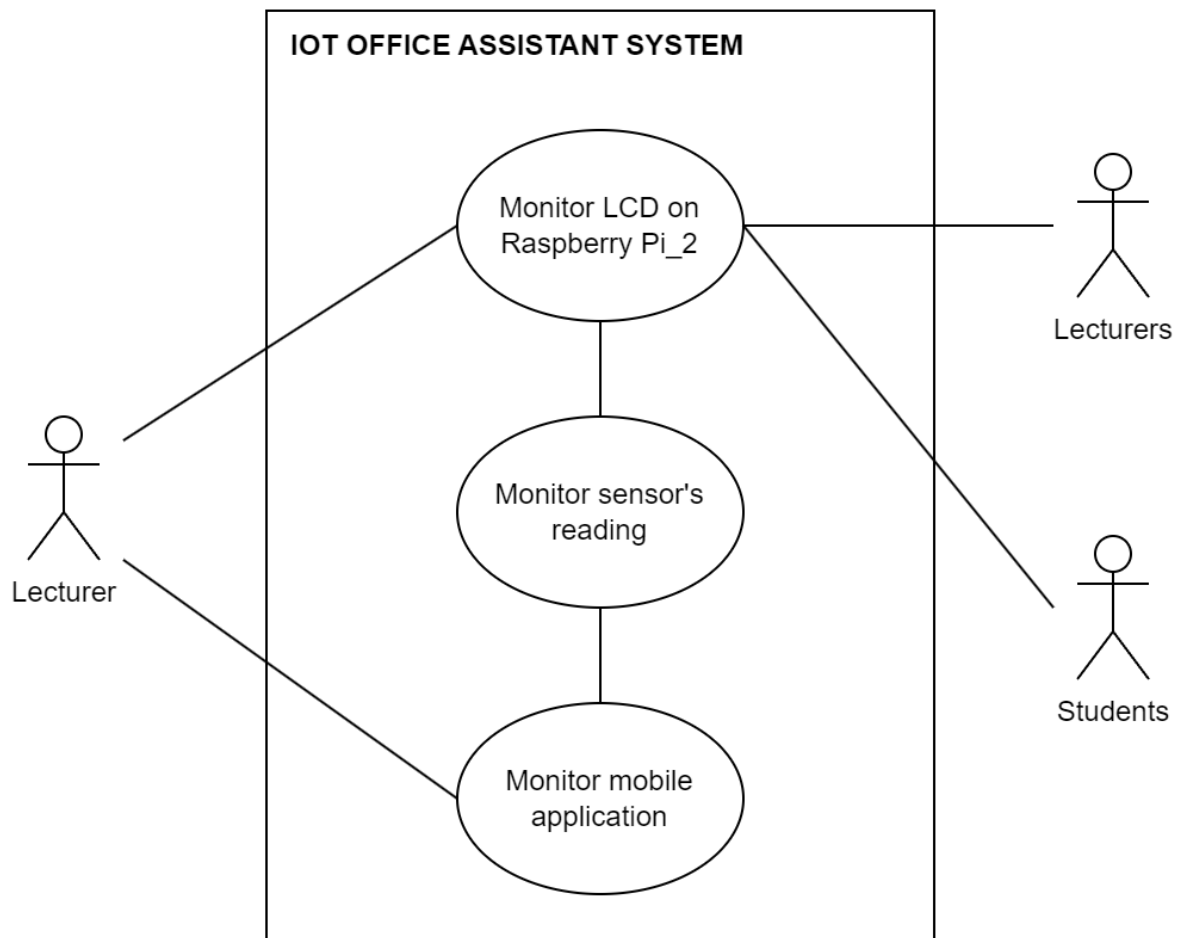 IOT OFFICE ASSISTANT SYSTEM
Monitor LCD on
Raspberry Pi_2
Lecturers
Monitor sensor's
reading
Lecturer
Students
Monitor mobile
application